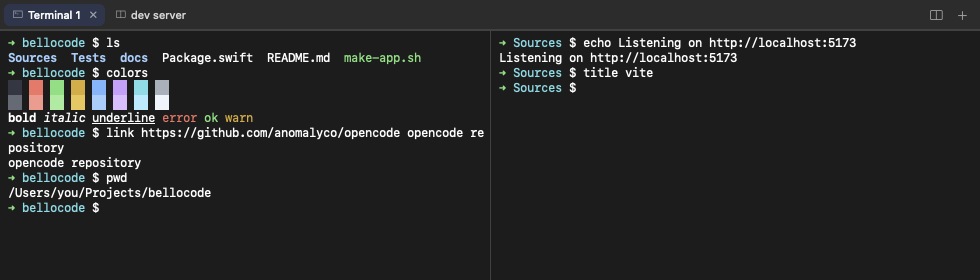 Terminal 1
dev server
➜ bellocode $ ls
Sources Tests docs Package.swift README.md make-app.sh
➜ bellocode $ colors
bold italic underline error ok warn
➜ bellocode $ link https://github.com/anomalyco/opencode opencode re
pository
opencode repository
➜ bellocode $ pwd
/Users/you/Projects/bellocode
➜ bellocode $
➜ Sources $ echo Listening on http://localhost:5173
Listening on http://localhost:5173
➜ Sources $ title vite
➜ Sources $